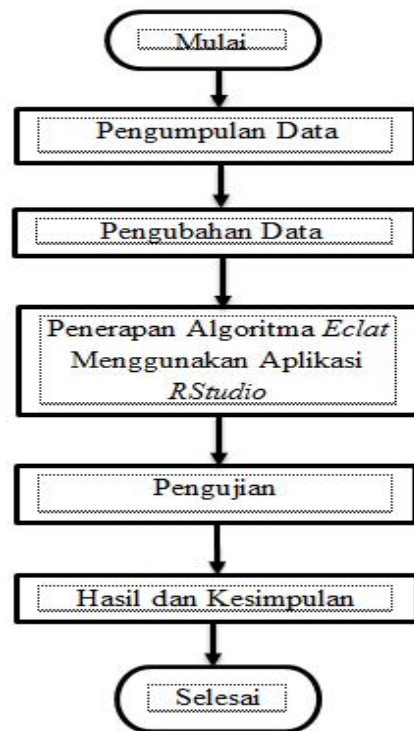 Mulai
Pengumpulan Data
Pengubahan Data
Penerapan Algoritma Eclat
Menggunakan Aplikasi
RStudio
Pengujian
Hasil dan Kesimpulan
Selesai